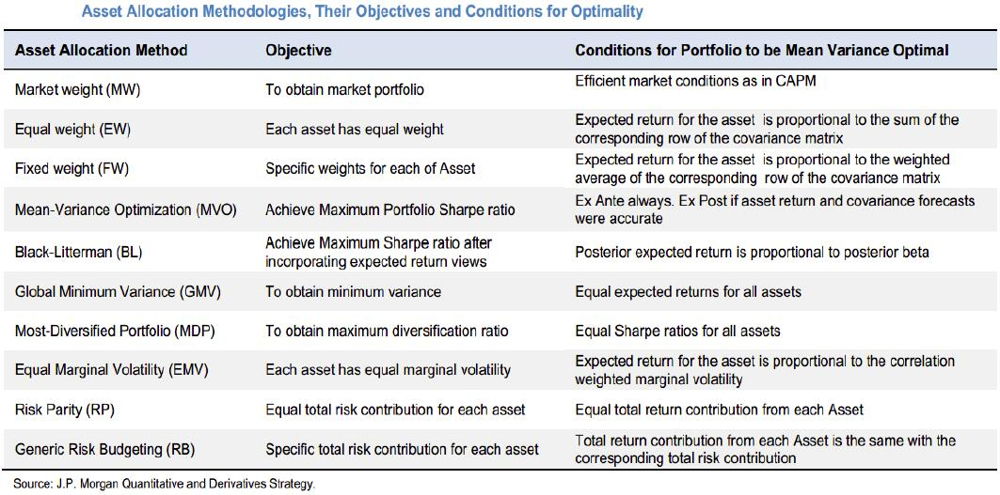 Asset Allocation Methodologies, Their Objectives and Conditions for Optimality
Asset Allocation Method Objective Conditions for Portfolio to be Mean Variance Optimal
Market weight (MW) To obtain market portfolio Efficient market conditions as in CAPM
Equal weight (EW) Each asset has equal weight Expected return for the asset is proportional to the sum of the
corresponding row of the covariance matrix
Fixed weight (FW) Specific weights for each of Asset Expected return for the asset is proportional to the weighted
average of the corresponding row of the covariance matrix
Mean-Variance Optimization (MVO) Achieve Maximum Portfolio Sharpe ratio Ex Ante always. Ex Post if asset return and covariance forecasts
were accurate
Black-Litterman (BL) Achieve Maximum Sharpe ratio after
incorporating expected return views Posterior expected return is proportional to posterior beta
Global Minimum Variance (GMV) To obtain minimum variance Equal expected returns for all assets
Most-Diversified Portfolio (MDP) To obtain maximum diversification ratio Equal Sharpe ratios for all assets
Equal Marginal Volatility (EMV) Each asset has equal marginal volatility Expected return for the asset is proportional to the correlation
weighted marginal volatility
Risk Parity (RP) Equal total risk contribution for each asset Equal total return contribution from each Asset
Generic Risk Budgeting (RB) Specific total risk contribution for each asset Total return contribution from each Asset is the same with the
corresponding total risk contribution
Source: J.P. Morgan Quantitative and Derivatives Strategy.